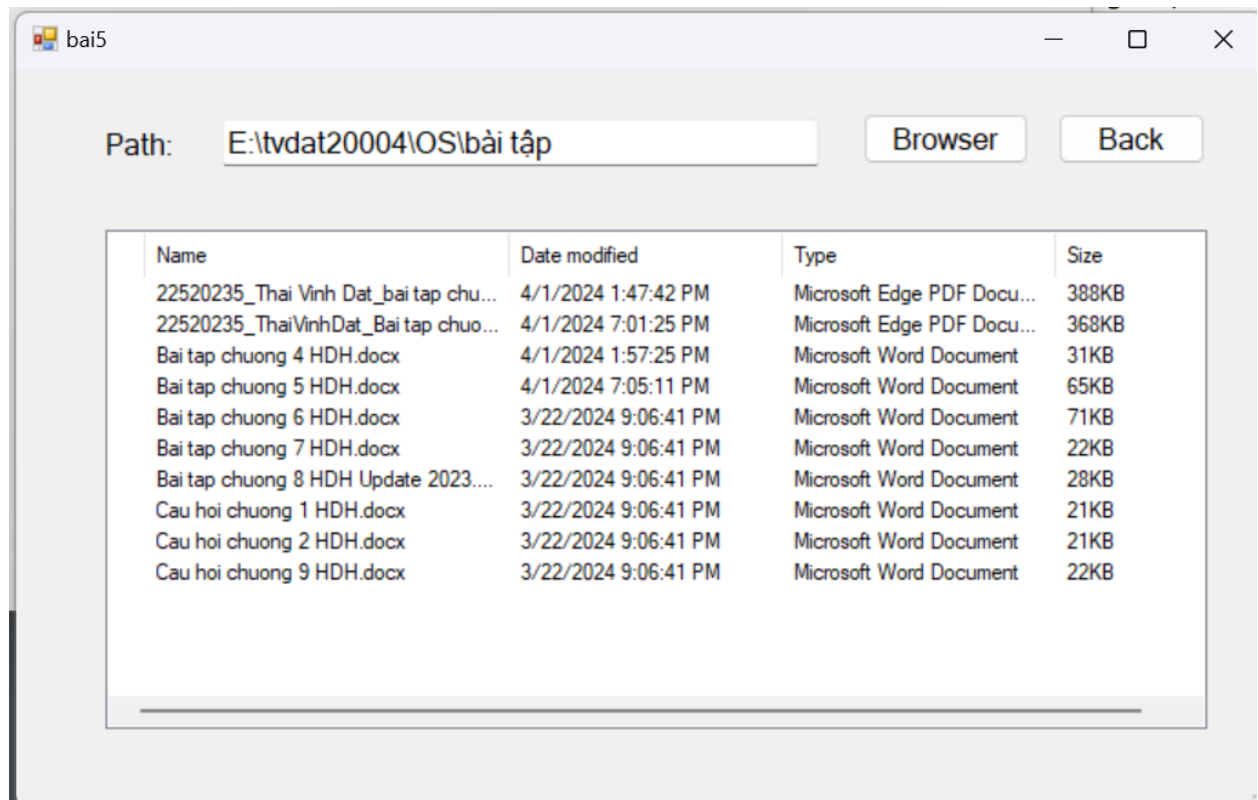 bai5
Path: E:\tvdat20004\OS\bài tập Browser Back
Name Date modified Type Size
22520235_Thai Vinh Dat_bai tap chu... 4/1/2024 1:47:42 PM Microsoft Edge PDF Docu... 388KB
22520235_ThaiVinhDat_Bai tap chuo... 4/1/2024 7:01:25 PM Microsoft Edge PDF Docu... 368KB
Bai tap chuong 4 HDH.docx 4/1/2024 1:57:25 PM Microsoft Word Document 31KB
Bai tap chuong 5 HDH.docx 4/1/2024 7:05:11 PM Microsoft Word Document 65KB
Bai tap chuong 6 HDH.docx 3/22/2024 9:06:41 PM Microsoft Word Document 71KB
Bai tap chuong 7 HDH.docx 3/22/2024 9:06:41 PM Microsoft Word Document 22KB
Bai tap chuong 8 HDH Update 2023.... 3/22/2024 9:06:41 PM Microsoft Word Document 28KB
Cau hoi chuong 1 HDH.docx 3/22/2024 9:06:41 PM Microsoft Word Document 21KB
Cau hoi chuong 2 HDH.docx 3/22/2024 9:06:41 PM Microsoft Word Document 21KB
Cau hoi chuong 9 HDH.docx 3/22/2024 9:06:41 PM Microsoft Word Document 22KB